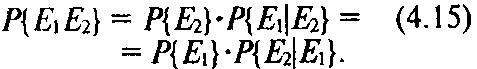 P{E₁E₂} = P{E₂}·P{E₁|E₂} = (4.15)
= P{E₁}·P{E₂|E₁}.